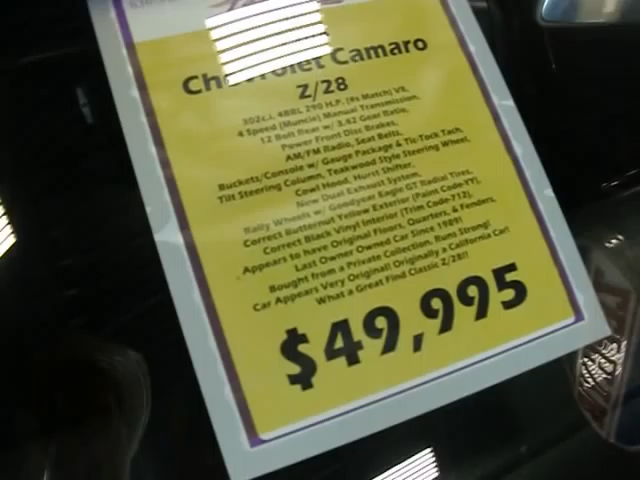 Chevrolet Camaro
Z/28
302c.i. 4BBL 290 H.P. (#s Match) V8,
4 Speed (Muncie) Manual Transmission,
12 Bolt Rear w/ 3.42 Gear Ratio,
Power Front Disc Brakes,
AM/FM Radio, Seat Belts,
Buckets/Console w/ Gauge Package & Tic-Tock Tach,
Tilt Steering Column, Teakwood Style Steering Wheel,
Cowl Hood, Hurst Shifter,
New Dual Exhaust System,
Rally Wheels w/ Goodyear Eagle GT Radial Tires,
Correct Butternut Yellow Exterior (Paint Code-YY),
Correct Black Vinyl Interior (Trim Code-712),
Appears to have Original Floors, Quarters, & Fenders,
Last Owner Owned Car Since 1989!
Bought from a Private Collection. Runs Strong!
Car Appears Very Original! Originally a California Car!
What a Great Find Classic Z/28!!
$49,995